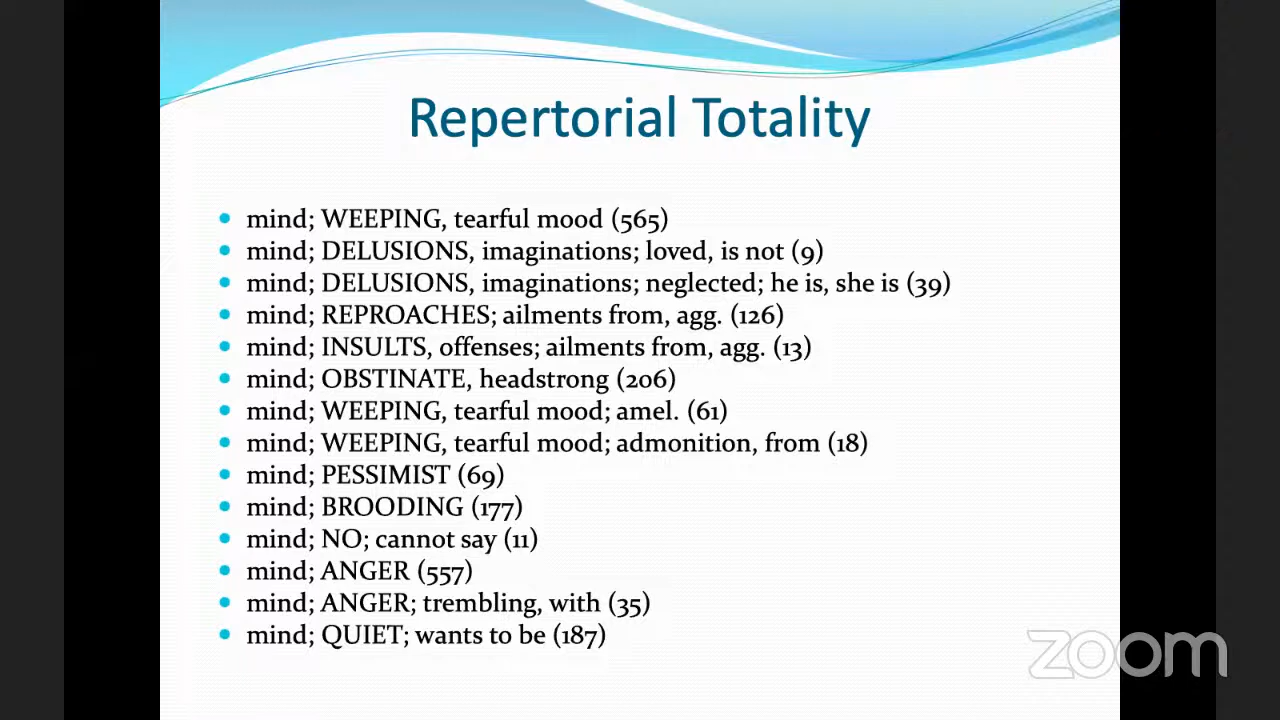 Repertorial Totality
mind; WEEPING, tearful mood (565)
mind; DELUSIONS, imaginations; loved, is not (9)
mind; DELUSIONS, imaginations; neglected; he is, she is (39)
mind; REPROACHES; ailments from, agg. (126)
mind; INSULTS, offenses; ailments from, agg. (13)
mind; OBSTINATE, headstrong (206)
mind; WEEPING, tearful mood; amel. (61)
mind; WEEPING, tearful mood; admonition, from (18)
mind; PESSIMIST (69)
mind; BROODING (177)
mind; NO; cannot say (11)
mind; ANGER (557)
mind; ANGER; trembling, with (35)
mind; QUIET; wants to be (187)
zoom